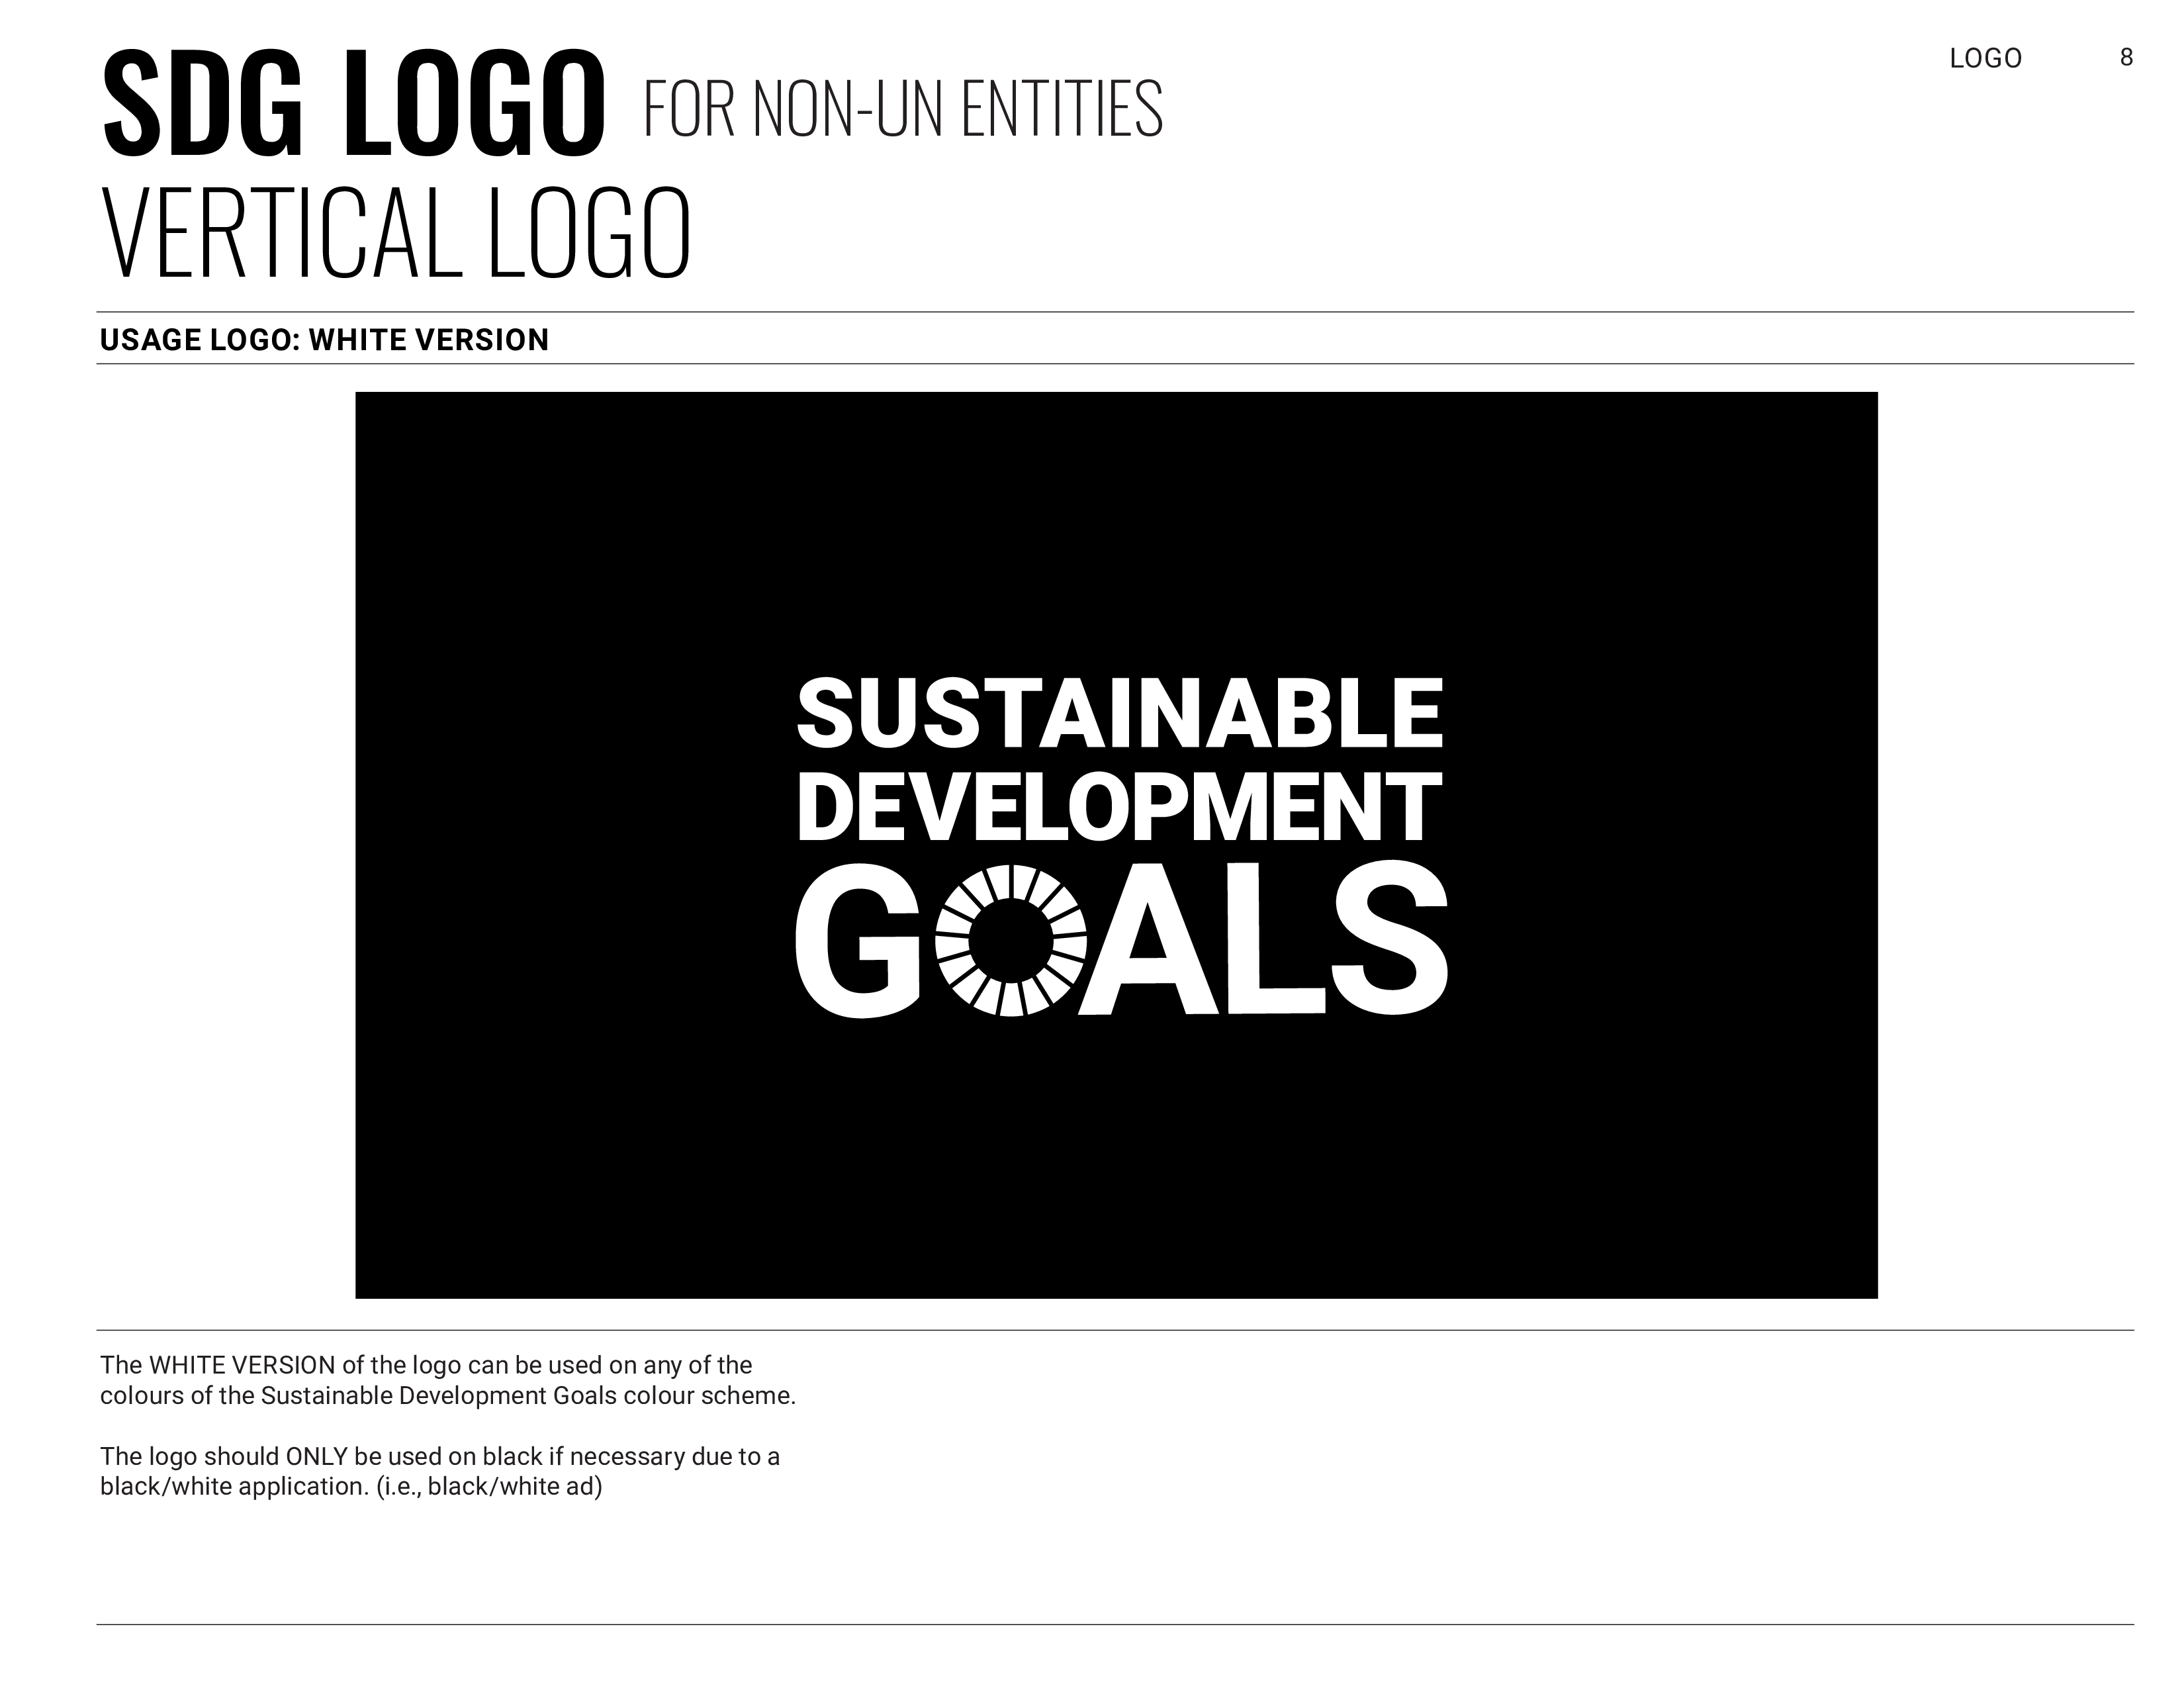 SDG LOGO FOR NON-UN ENTITIES
LOGO 8
VERTICAL LOGO
USAGE LOGO: WHITE VERSION
SUSTAINABLE
DEVELOPMENT
GOALS
The WHITE VERSION of the logo can be used on any of the
colours of the Sustainable Development Goals colour scheme.
The logo should ONLY be used on black if necessary due to a
black/white application. (i.e., black/white ad)